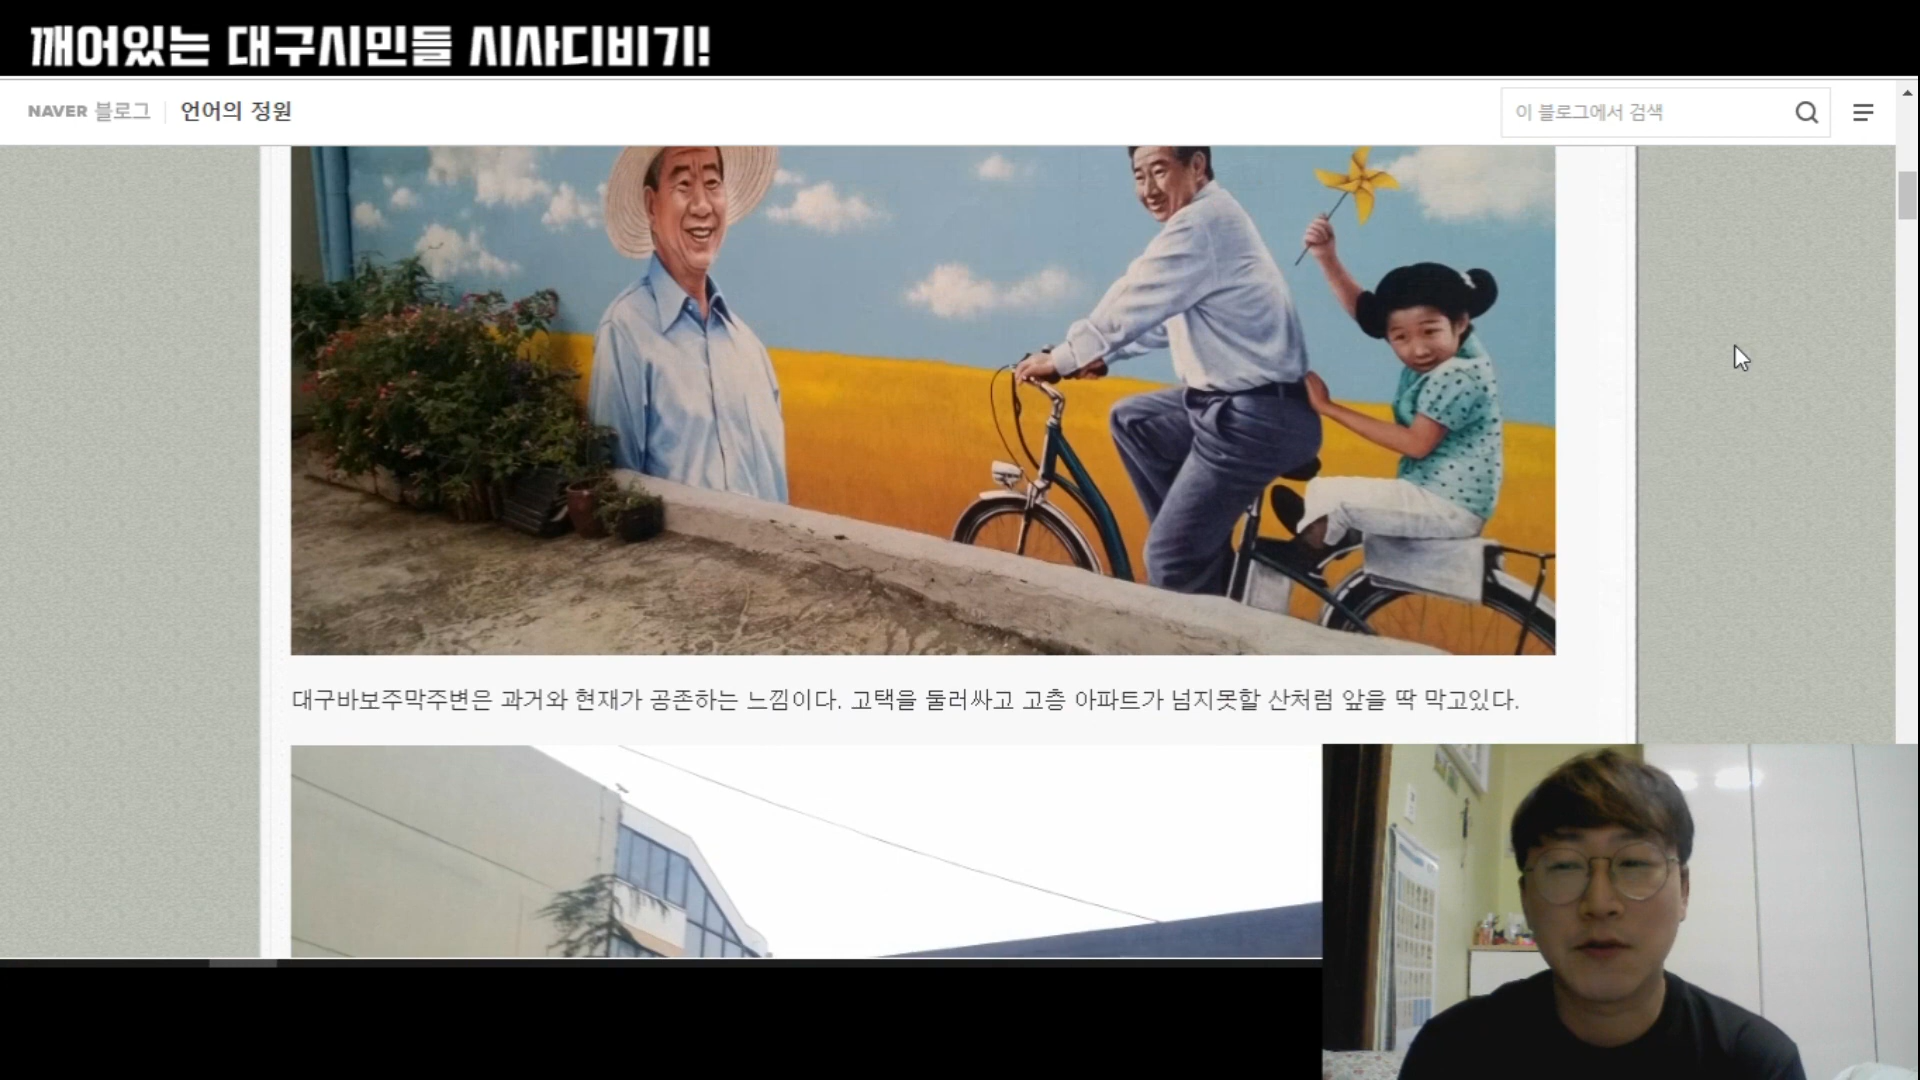 깨어있는 대구시민들 시사디비기!
NAVER 블로그 언어의 정원
이 블로그에서 검색
대구바보주막주변은 과거와 현재가 공존하는 느낌이다. 고택을 둘러싸고 고층 아파트가 넘지못할 산처럼 앞을 딱 막고있다.